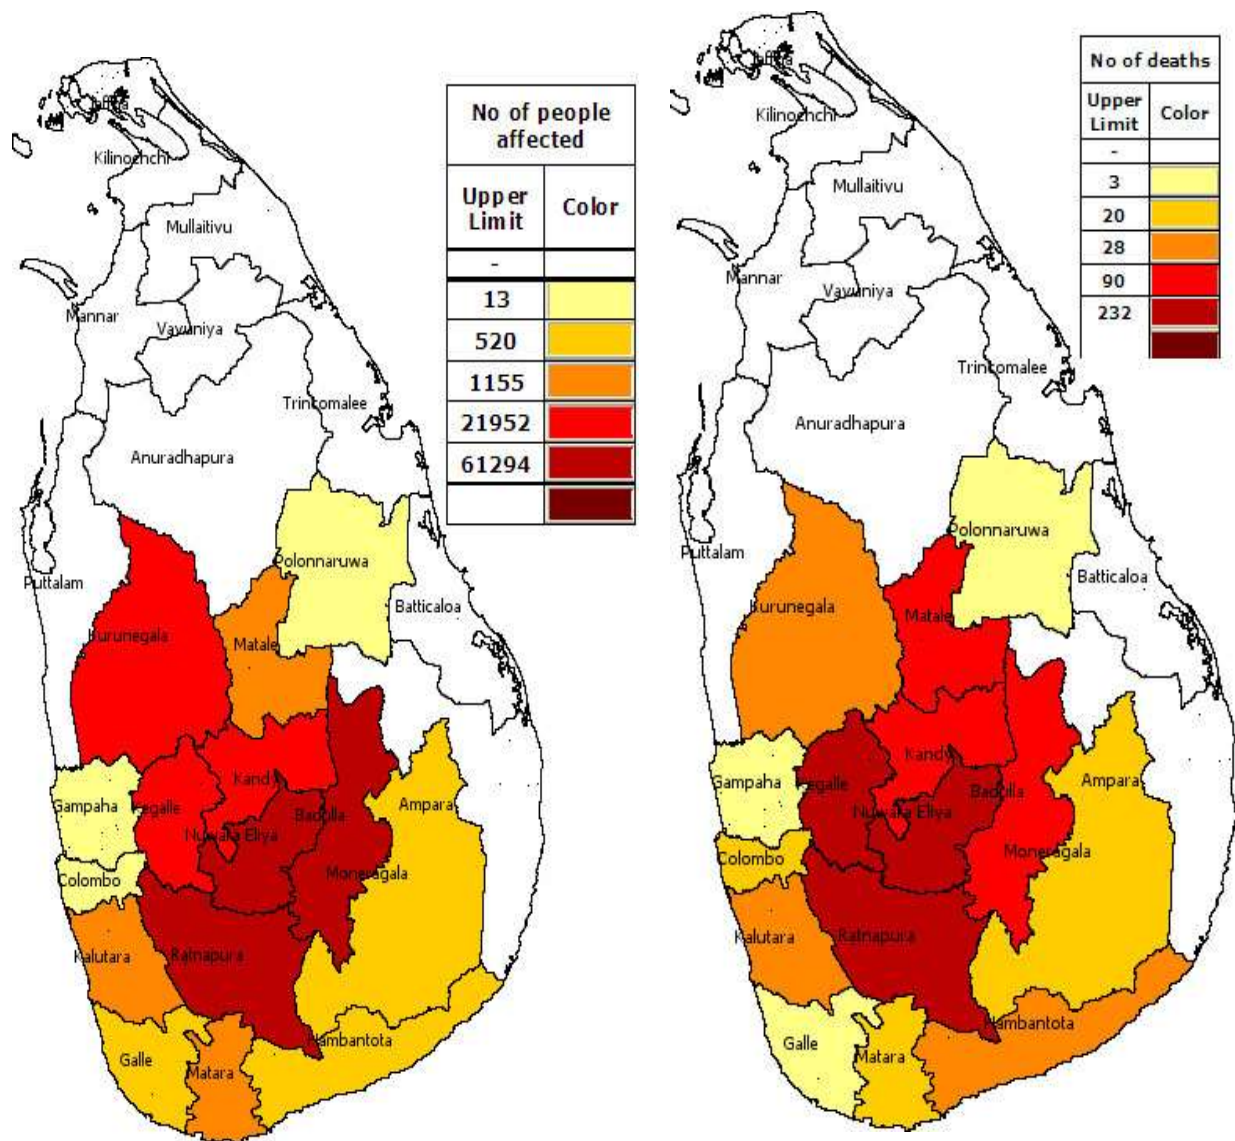 Jaffna
Kilinochchi
Mullaitivu
Mannar
Vavuniya
Trincomalee
Anuradhapura
Polonnaruwa
Puttalam
Batticaloa
Kurunegala
Matale
Kandy
Gampaha
Kegalle
Ampara
Nuwara Eliya
Badulla
Colombo
Moneragala
Kalutara
Ratnapura
Galle
Matara
Hambantota
No of people
affected
Upper
Limit
Color
-
13
520
1155
21952
61294
Jaffna
Kilinochchi
Mullaitivu
Mannar
Vavuniya
Trincomalee
Anuradhapura
Polonnaruwa
Puttalam
Batticaloa
Kurunegala
Matale
Kandy
Gampaha
Kegalle
Ampara
Nuwara Eliya
Badulla
Colombo
Moneragala
Kalutara
Ratnapura
Galle
Matara
Hambantota
No of deaths
Upper
Limit
Color
-
3
20
28
90
232